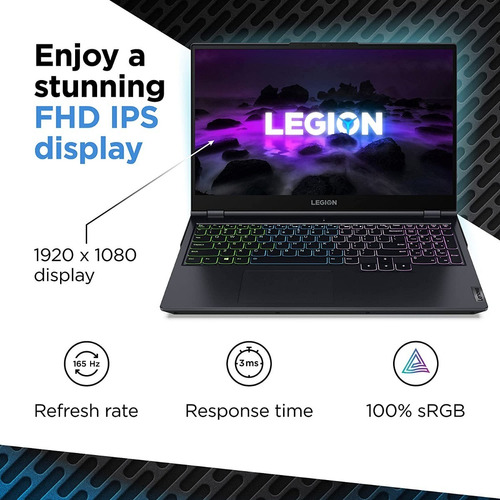 Enjoy a
stunning
FHD IPS
display
LEGION
LEGION
1920 x 1080
display
165 Hz
3ms
Refresh rate
Response time
100% sRGB